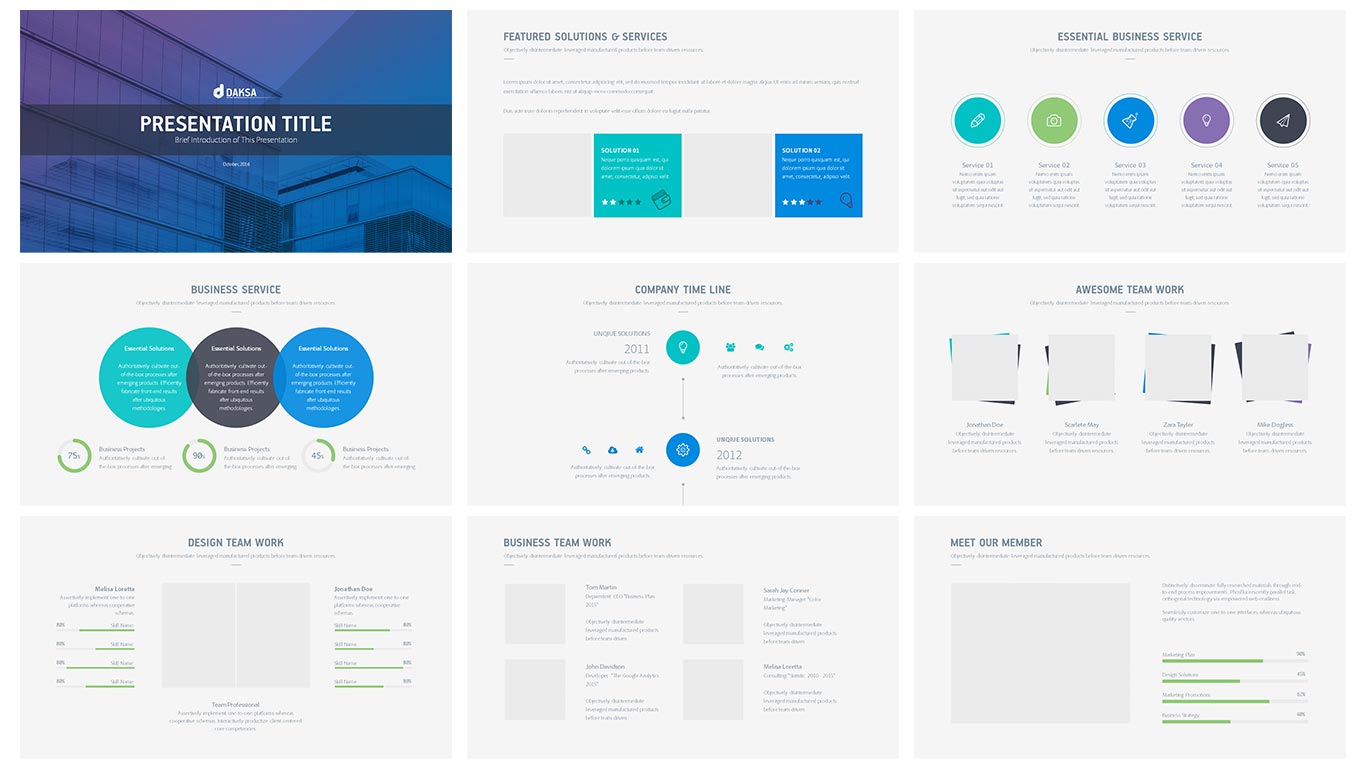 DAKSA
PRESENTATION TITLE
Brief Introduction of This Presentation
October, 2016
FEATURED SOLUTIONS & SERVICES
Objectively disintermediate leveraged manufactured products before team driven resources.
Lorem ipsum dolor sit amet, consectetur adipiscing elit, sed do eiusmod tempor incididunt ut labore et dolore magna aliqua. Ut enim ad minim veniam, quis nostrud
exercitation ullamco laboris nisi ut aliquip ex ea commodo consequat.
Duis aute irure dolor in reprehenderit in voluptate velit esse cillum dolore eu fugiat nulla pariatur.
SOLUTION 01
Neque porro quisquam est, qui
dolorem ipsum quia dolor sit
amet, consectetur, adipisci velit
SOLUTION 02
Neque porro quisquam est, qui
dolorem ipsum quia dolor sit
amet, consectetur, adipisci velit
ESSENTIAL BUSINESS SERVICE
Objectively disintermediate leveraged manufactured products before team driven resources.
Service 01
Nemo enim ipsam
voluptatem quia voluptas
sit aspernatur aut odit aut
fugit, sed quia ratione
voluptatem sequi nesciunt.
Service 02
Nemo enim ipsam
voluptatem quia voluptas
sit aspernatur aut odit aut
fugit, sed quia ratione
voluptatem sequi nesciunt.
Service 03
Nemo enim ipsam
voluptatem quia voluptas
sit aspernatur aut odit aut
fugit, sed quia ratione
voluptatem sequi nesciunt.
Service 04
Nemo enim ipsam
voluptatem quia voluptas
sit aspernatur aut odit aut
fugit, sed quia ratione
voluptatem sequi nesciunt.
Service 05
Nemo enim ipsam
voluptatem quia voluptas
sit aspernatur aut odit aut
fugit, sed quia ratione
voluptatem sequi nesciunt.
BUSINESS SERVICE
Objectively disintermediate leveraged manufactured products before team driven resources.
Essential Solutions
Authoritatively cultivate out-
of-the-box processes after
emerging products. Efficiently
fabricate front-end results
after ubiquitous
methodologies.
Essential Solutions
Authoritatively cultivate out-
of-the-box processes after
emerging products. Efficiently
fabricate front-end results
after ubiquitous
methodologies.
Essential Solutions
Authoritatively cultivate out-
of-the-box processes after
emerging products. Efficiently
fabricate front-end results
after ubiquitous
methodologies.
75%
Business Projects
Authoritatively cultivate out-of-
the-box processes after emerging
90%
Business Projects
Authoritatively cultivate out-of-
the-box processes after emerging
45%
Business Projects
Authoritatively cultivate out-of-
the-box processes after emerging
COMPANY TIME LINE
Objectively disintermediate leveraged manufactured products before team driven resources.
UNQIUE SOLUTIONS
2011
Authoritatively cultivate out-of-the-box
processes after emerging products.
Authoritatively cultivate out-of-the-box
processes after emerging products.
Authoritatively cultivate out-of-the-box
processes after emerging products.
UNQIUE SOLUTIONS
2012
Authoritatively cultivate out-of-the-box
processes after emerging products.
AWESOME TEAM WORK
Objectively disintermediate leveraged manufactured products before team driven resources.
Jonathan Doe
Objectively disintermediate
leveraged manufactured products
before team driven resources.
Scarlete May
Objectively disintermediate
leveraged manufactured products
before team driven resources.
Zara Tayler
Objectively disintermediate
leveraged manufactured products
before team driven resources.
Mike Dogless
Objectively disintermediate
leveraged manufactured products
before team driven resources.
DESIGN TEAM WORK
Objectively disintermediate leveraged manufactured products before team driven resources.
Melisa Loretta
Assertively implement one-to-one
platforms whereas cooperative
schemas.
80% Skill Name
80% Skill Name
80% Skill Name
80% Skill Name
Jonathan Doe
Assertively implement one-to-one
platforms whereas cooperative
schemas.
Skill Name 80%
Skill Name 80%
Skill Name 80%
Skill Name 80%
Team Professional
Assertively implement one-to-one platforms whereas
cooperative schemas. Interactively productize client-centered
core competencies.
BUSINESS TEAM WORK
Objectively disintermediate leveraged manufactured products before team driven resources.
Tom Martin
CEO "Business Plan
2015"
Objectively disintermediate
leveraged manufactured products
before team driven
Sarah Jay Conner
Marketing Manager "Color
Marketing"
Objectively disintermediate
leveraged manufactured products
before team driven
John Davidson
Developer "The Google Analytics
2015"
Objectively disintermediate
leveraged manufactured products
before team driven
Melisa Loretta
Consulting "Statistic 2010 - 2015"
Objectively disintermediate
leveraged manufactured products
before team driven
MEET OUR MEMBER
Objectively disintermediate leveraged manufactured products before team driven resources.
Distinctively disseminate fully researched materials through end-
to-end process improvements. Phosfluorescently parallel task
orthogonal technology via empowered web-readiness.
Seamlessly customize one-to-one interfaces whereas ubiquitous
quality vectors.
Marketing Plan 90%
Design Solutions 45%
Marketing Promotions 62%
Business Strategy 40%